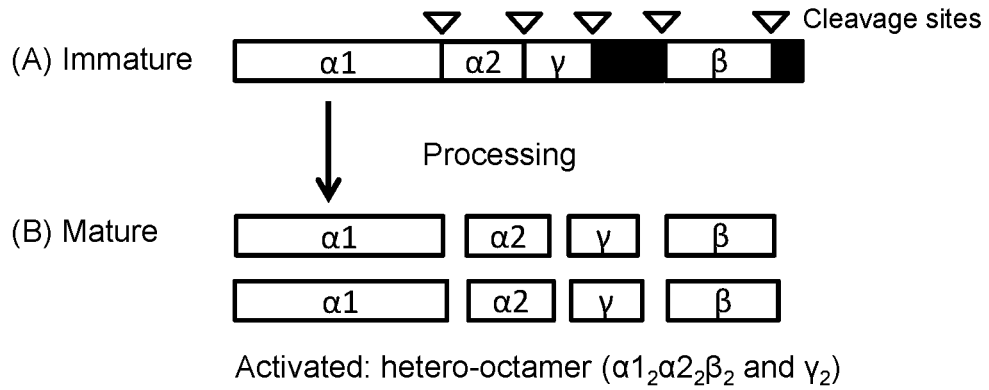 Cleavage sites
(A) Immature α1 α2 γ β
Processing
(B) Mature α1 α2 γ β
α1 α2 γ β
Activated: hetero-octamer (α1₂α2₂β₂ and γ₂)